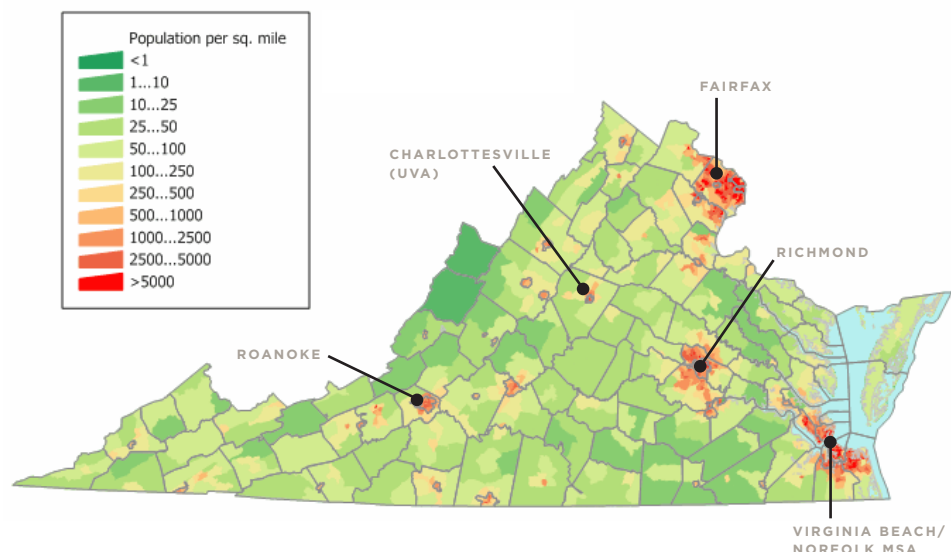 Population per sq. mile
<1
1...10
10...25
25...50
50...100
100...250
250...500
500...1000
1000...2500
2500...5000
>5000
FAIRFAX
CHARLOTTESVILLE
(UVA)
RICHMOND
ROANOKE
VIRGINIA BEACH/
NORFOLK MSA